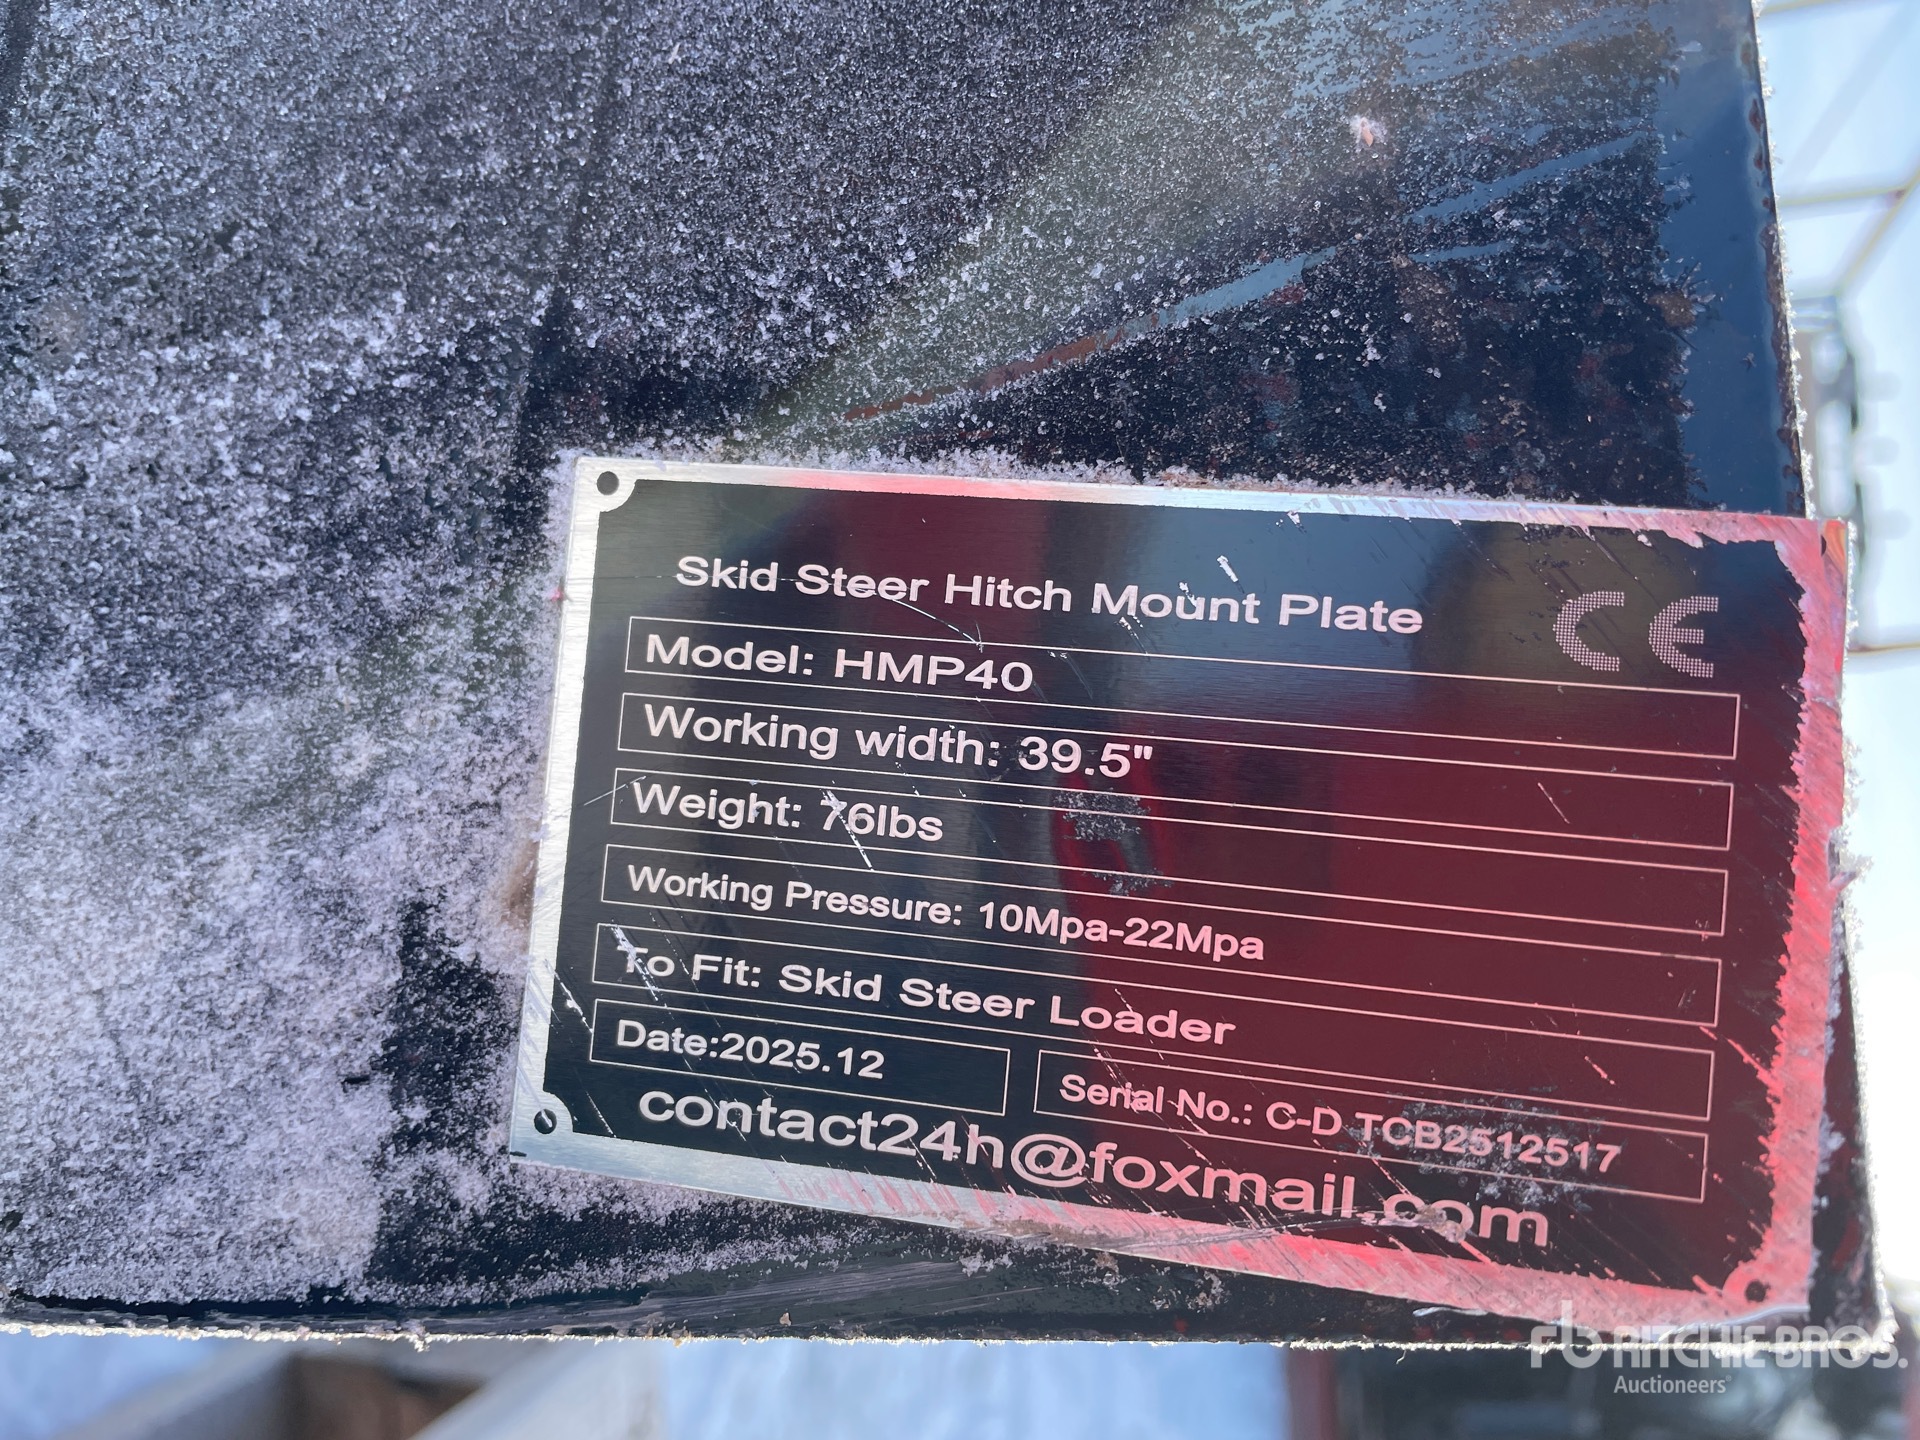 Skid Steer Hitch Mount Plate
CE
Model: HMP40
Working width: 39.5"
Weight: 76lbs
Working Pressure: 10Mpa-22Mpa
To Fit: Skid Steer Loader
Date:2025.12
Serial No.: C-D TCB2512517
contact24h@foxmail.com
rb RITCHIE BROS.
Auctioneers